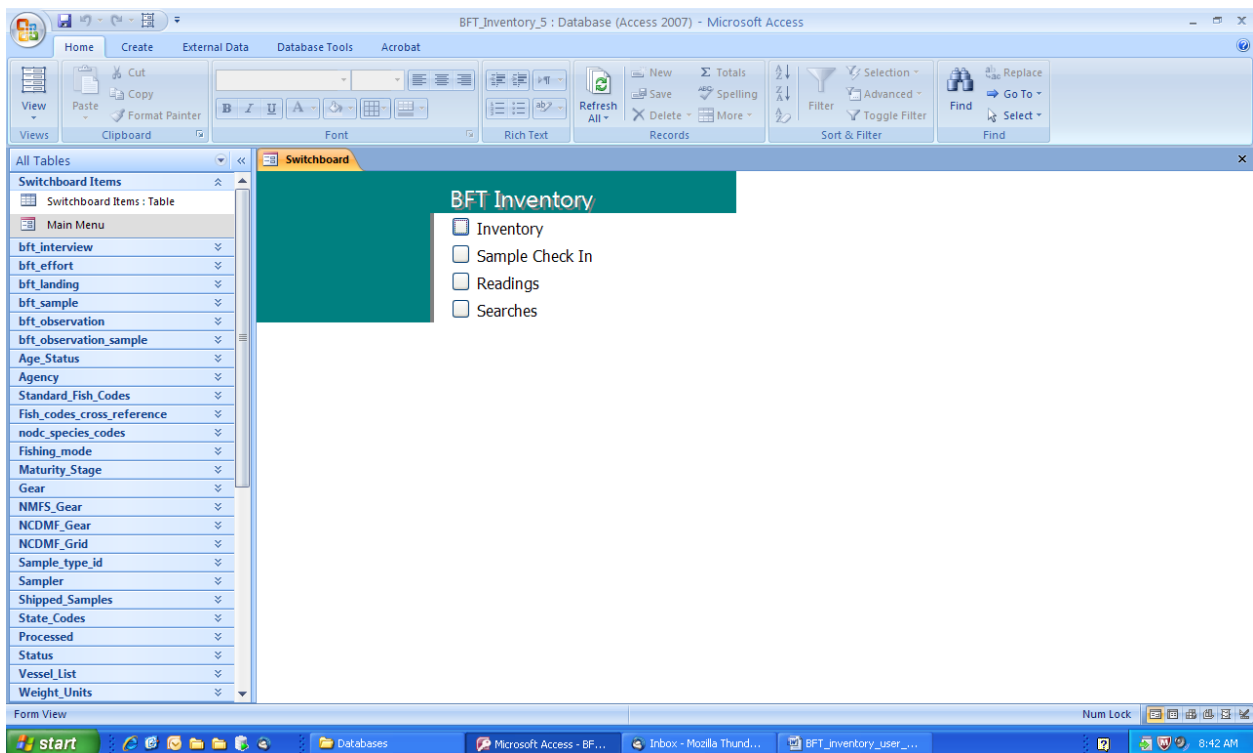 BFT_Inventory_5 : Database (Access 2007) - Microsoft Access
Home Create External Data Database Tools Acrobat
View
Views
Paste
Cut
Copy
Format Painter
Clipboard
B I U A
Font
ab
Rich Text
Refresh
All
New
Save
Delete
Σ Totals
Spelling
More
Records
Filter
Selection
Advanced
Toggle Filter
Sort & Filter
Find
Replace
Go To
Select
Find
All Tables
Switchboard Items
Switchboard Items : Table
Main Menu
bft_interview
bft_effort
bft_landing
bft_sample
bft_observation
bft_observation_sample
Age_Status
Agency
Standard_Fish_Codes
Fish_codes_cross_reference
nodc_species_codes
Fishing_mode
Maturity_Stage
Gear
NMFS_Gear
NCDMF_Gear
NCDMF_Grid
Sample_type_id
Sampler
Shipped_Samples
State_Codes
Processed
Status
Vessel_List
Weight_Units
Switchboard
BFT Inventory
Inventory
Sample Check In
Readings
Searches
Form View
Num Lock
start
Databases
Microsoft Access - BF...
Inbox - Mozilla Thund...
BFT_inventory_user_...
8:42 AM